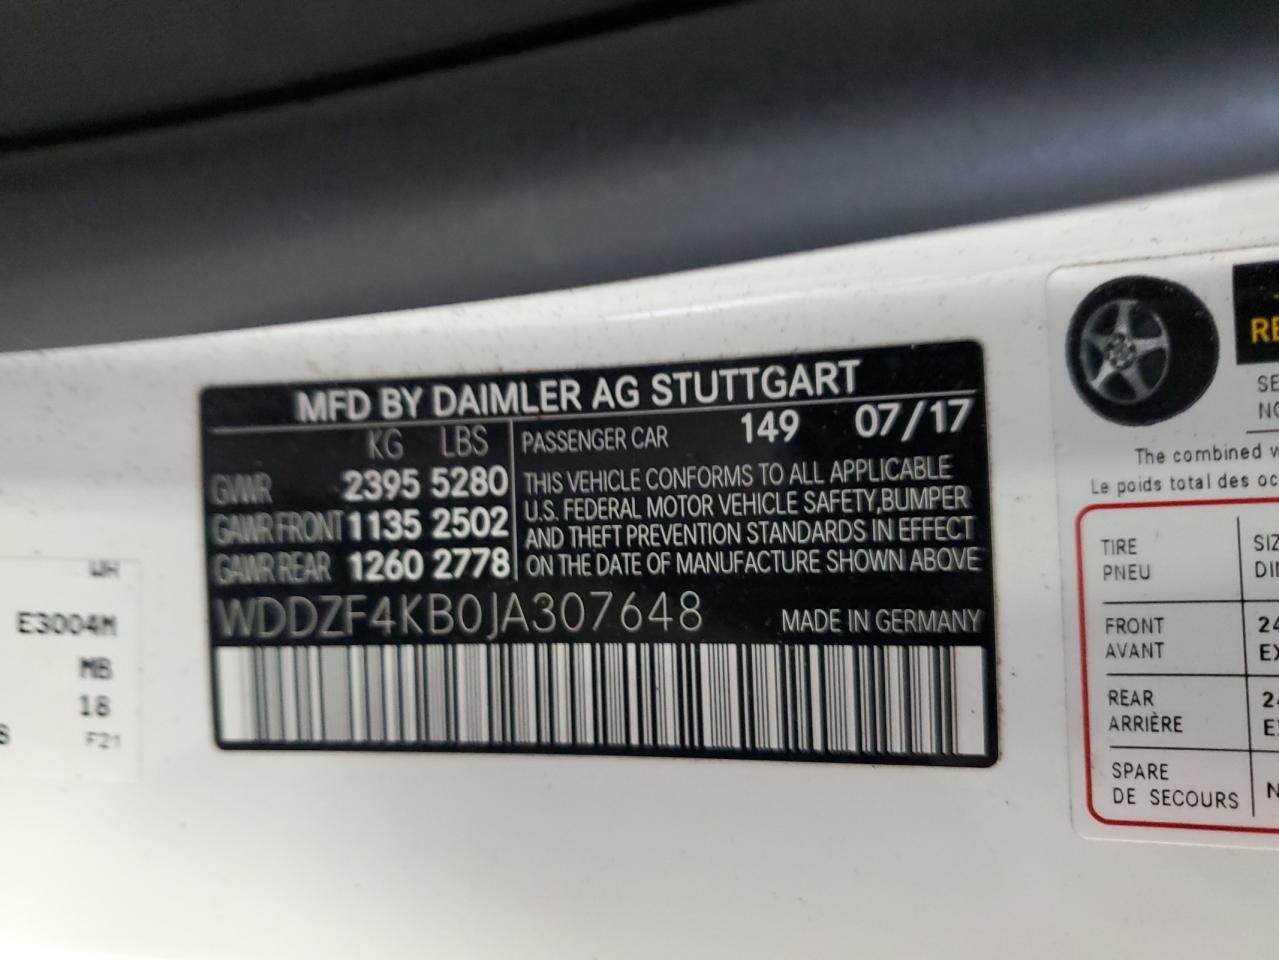 MFD BY DAIMLER AG STUTTGART
KG LBS
GVWR 2395 5280
GAWR FRONT 1135 2502
GAWR REAR 1260 2778
PASSENGER CAR 149 07/17
THIS VEHICLE CONFORMS TO ALL APPLICABLE
U.S. FEDERAL MOTOR VEHICLE SAFETY, BUMPER
AND THEFT PREVENTION STANDARDS IN EFFECT
ON THE DATE OF MANUFACTURE SHOWN ABOVE
WDDZF4KB0JA307648 MADE IN GERMANY
WH
E3004M
MB
18
F21
The combined
Le poids total des
TIRE
PNEU
FRONT
AVANT
REAR
ARRIÈRE
SPARE
DE SECOURS